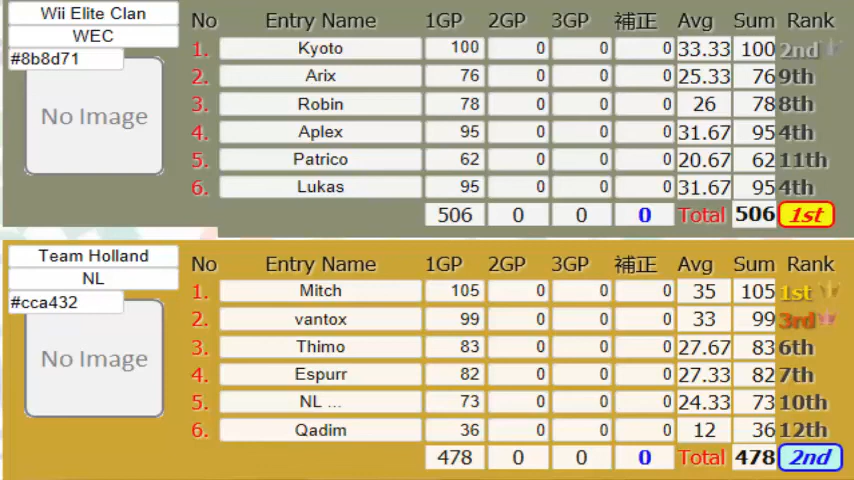 Wii Elite Clan
WEC
#8b8d71
No Image
No Entry Name 1GP 2GP 3GP 補正 Avg Sum Rank
1. Kyoto 100 0 0 0 33.33 100 2nd
2. Arix 76 0 0 0 25.33 76 9th
3. Robin 78 0 0 0 26 78 8th
4. Aplex 95 0 0 0 31.67 95 4th
5. Patrico 62 0 0 0 20.67 62 11th
6. Lukas 95 0 0 0 31.67 95 4th
506 0 0 0 Total 506 1st
Team Holland
NL
#cca432
No Image
No Entry Name 1GP 2GP 3GP 補正 Avg Sum Rank
1. Mitch 105 0 0 0 35 105 1st
2. vantox 99 0 0 0 33 99 3rd
3. Thimo 83 0 0 0 27.67 83 6th
4. Espurr 82 0 0 0 27.33 82 7th
5. NL ... 73 0 0 0 24.33 73 10th
6. Qadim 36 0 0 0 12 36 12th
478 0 0 0 Total 478 2nd